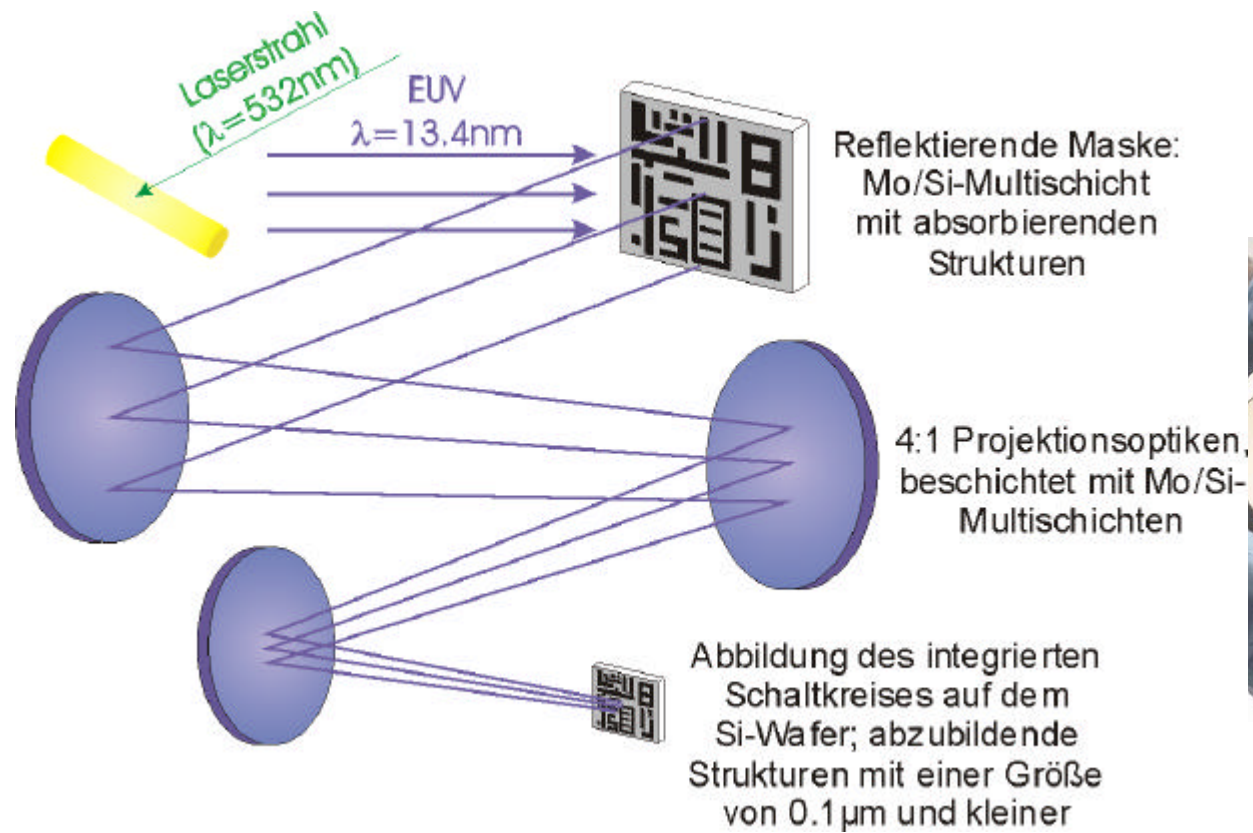 Laserstrahl
(λ=532nm)
EUV
λ=13.4nm
Reflektierende Maske:
Mo/Si-Multischicht
mit absorbierenden
Strukturen
4:1 Projektionsoptiken,
beschichtet mit Mo/Si-
Multischichten
Abbildung des integrierten
Schaltkreises auf dem
Si-Wafer; abzubildende
Strukturen mit einer Größe
von 0.1µm und kleiner